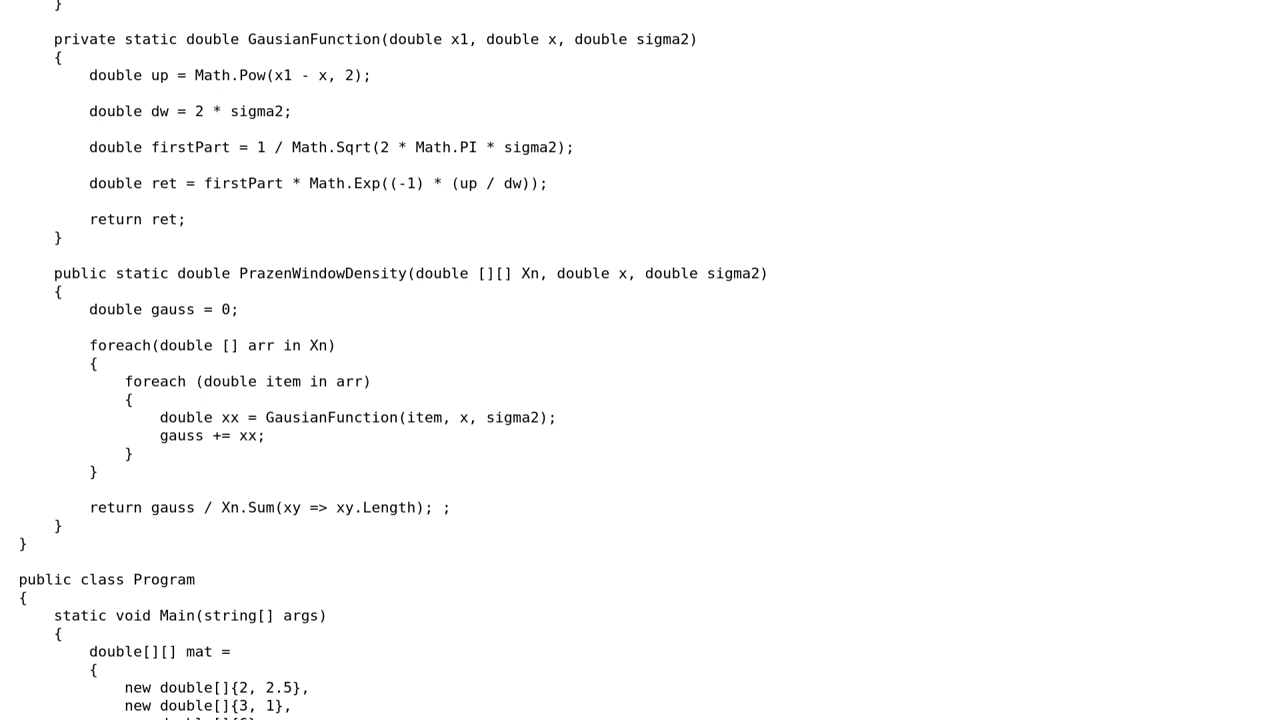 }
private static double GausianFunction(double x1, double x, double sigma2)
{
double up = Math.Pow(x1 - x, 2);
double dw = 2 * sigma2;
double firstPart = 1 / Math.Sqrt(2 * Math.PI * sigma2);
double ret = firstPart * Math.Exp((-1) * (up / dw));
return ret;
}
public static double PrazenWindowDensity(double [][] Xn, double x, double sigma2)
{
double gauss = 0;
foreach(double [] arr in Xn)
{
foreach (double item in arr)
{
double xx = GausianFunction(item, x, sigma2);
gauss += xx;
}
}
return gauss / Xn.Sum(xy => xy.Length); ;
}
}
public class Program
{
static void Main(string[] args)
{
double[][] mat =
{
new double[]{2, 2.5},
new double[]{3, 1},